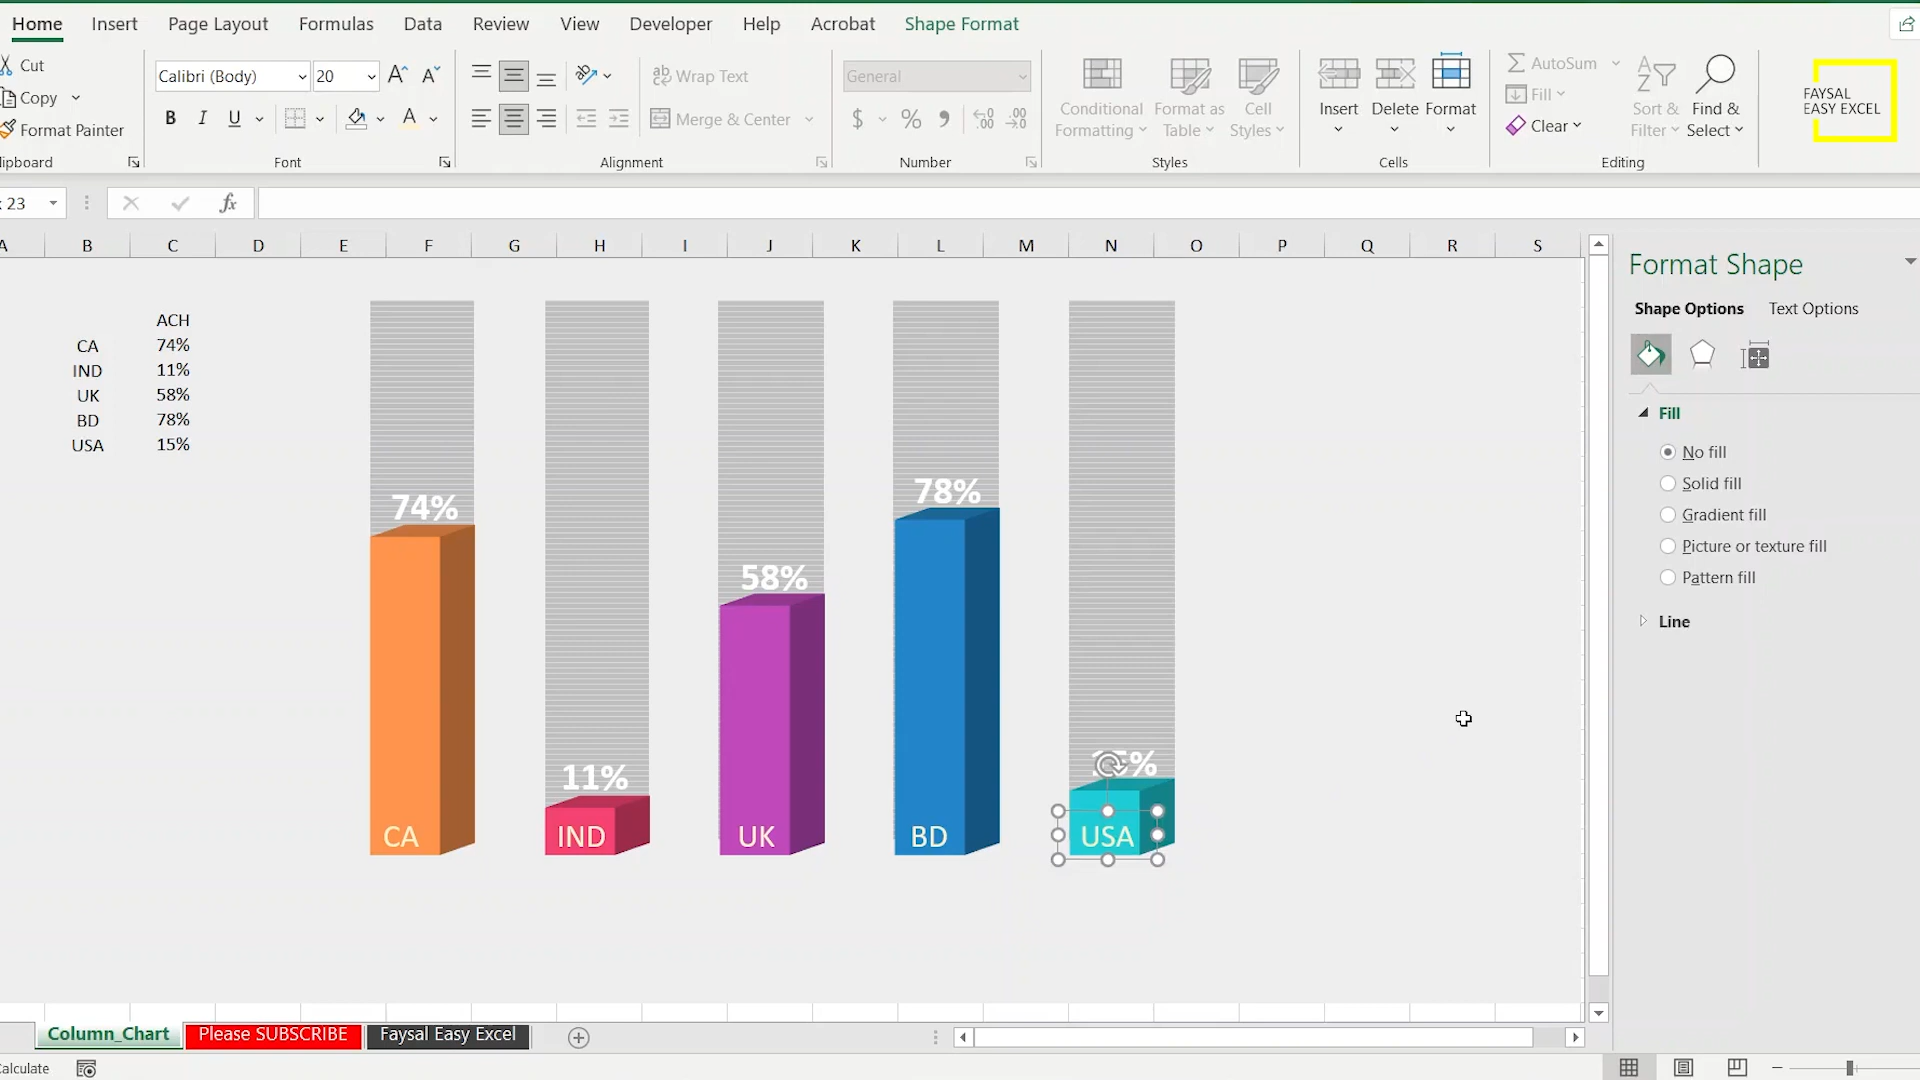 Home Insert Page Layout Formulas Data Review View Developer Help Acrobat Shape Format
Cut
Copy
Format Painter
Calibri (Body) 20
B I U
Wrap Text
Merge & Center
General
$ %
Conditional Formatting
Format as Table
Cell Styles
Insert
Delete
Format
AutoSum
Fill
Clear
Sort & Filter
Find & Select
FAYSAL
EASY EXCEL
lipboard Font Alignment Number Styles Cells Editing
23
fx
A B C D E F G H I J K L M N O P Q R S
ACH
CA 74%
IND 11%
UK 58%
BD 78%
USA 15%
74%
11%
58%
78%
CA
IND
UK
BD
USA
Format Shape
Shape Options Text Options
Fill
No fill
Solid fill
Gradient fill
Picture or texture fill
Pattern fill
Line
Column_Chart Please SUBSCRIBE Faysal Easy Excel
alculate